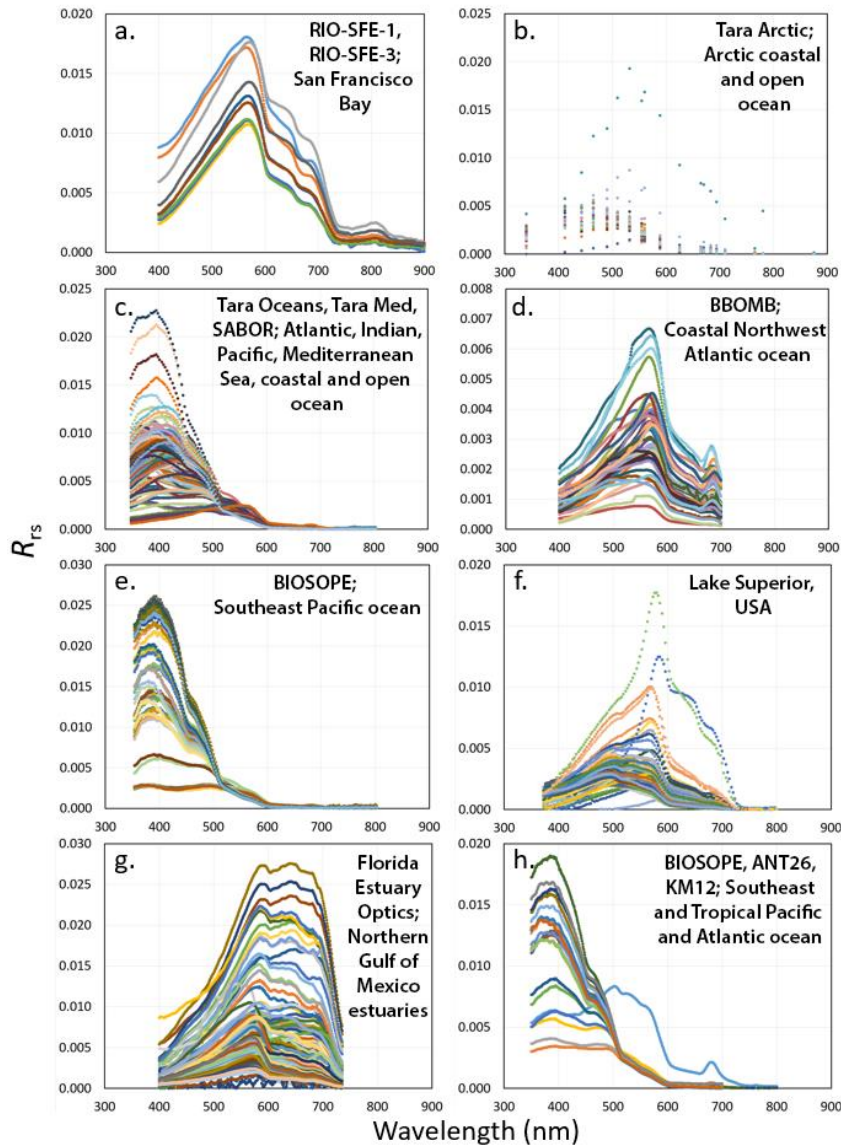 a.
RIO-SFE-1,
RIO-SFE-3;
San Francisco
Bay
0.020
0.015
0.010
0.005
0.000
300 400 500 600 700 800 900
b.
Tara Arctic;
Arctic coastal
and open
ocean
0.025
0.020
0.015
0.010
0.005
0.000
300 400 500 600 700 800 900
c.
Tara Oceans, Tara Med,
SABOR; Atlantic, Indian,
Pacific, Mediterranean
Sea, coastal and open
ocean
0.025
0.020
0.015
0.010
0.005
0.000
300 400 500 600 700 800 900
d.
BBOMB;
Coastal Northwest
Atlantic ocean
0.008
0.007
0.006
0.005
0.004
0.003
0.002
0.001
0.000
300 400 500 600 700 800 900
Rrs
e.
BIOSOPE;
Southeast Pacific ocean
0.030
0.025
0.020
0.015
0.010
0.005
0.000
300 400 500 600 700 800 900
f.
Lake Superior,
USA
0.020
0.015
0.010
0.005
0.000
300 400 500 600 700 800 900
g.
Florida
Estuary
Optics;
Northern
Gulf of
Mexico
estuaries
0.030
0.025
0.020
0.015
0.010
0.005
0.000
300 400 500 600 700 800 900
h.
BIOSOPE, ANT26,
KM12; Southeast
and Tropical Pacific
and Atlantic ocean
0.020
0.015
0.010
0.005
0.000
300 400 500 600 700 800 900
Wavelength (nm)